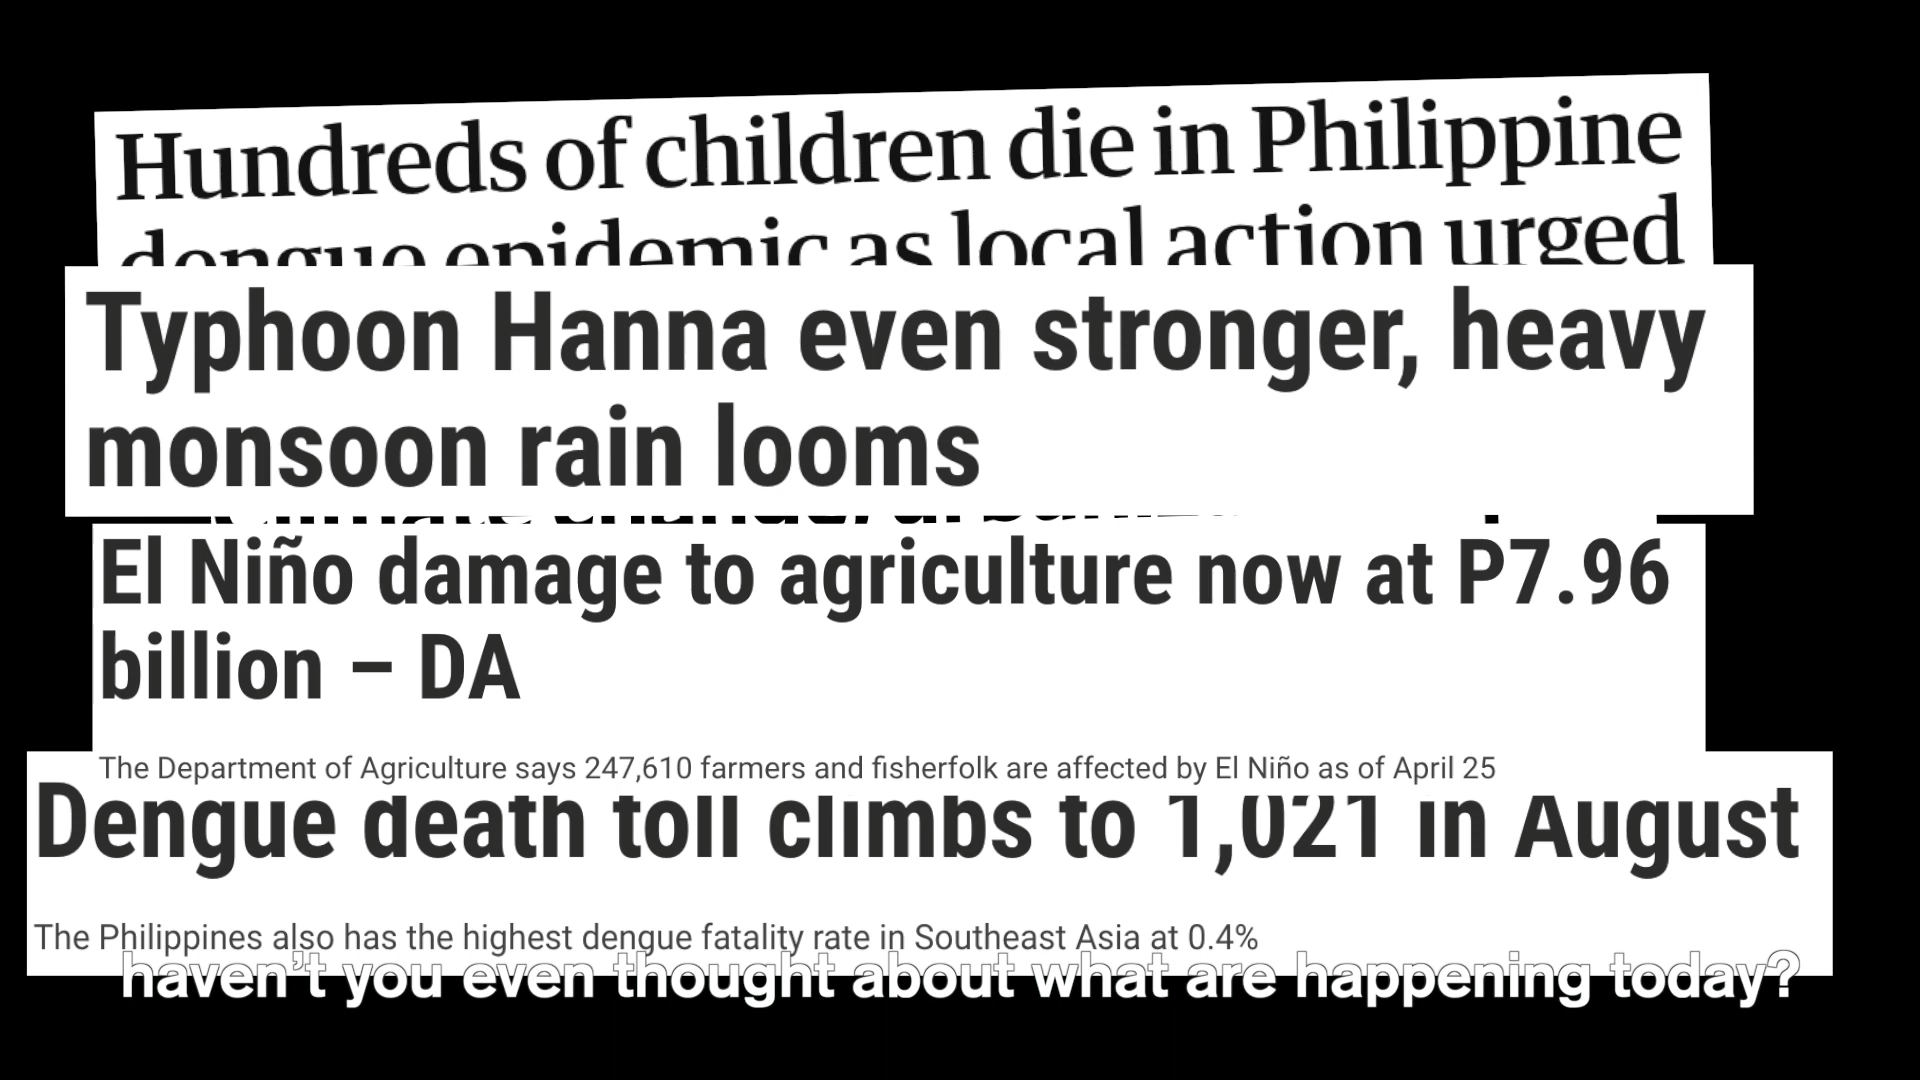 Hundreds of children die in Philippine
dengue epidemic as local action urged
Typhoon Hanna even stronger, heavy
monsoon rain looms
Climate change,
El Niño damage to agriculture now at P7.96
billion – DA
The Department of Agriculture says 247,610 farmers and fisherfolk are affected by El Niño as of April 25
Dengue death toll climbs to 1,021 in August
The Philippines also has the highest dengue fatality rate in Southeast Asia at 0.4%
haven't you even thought about what are happening today?